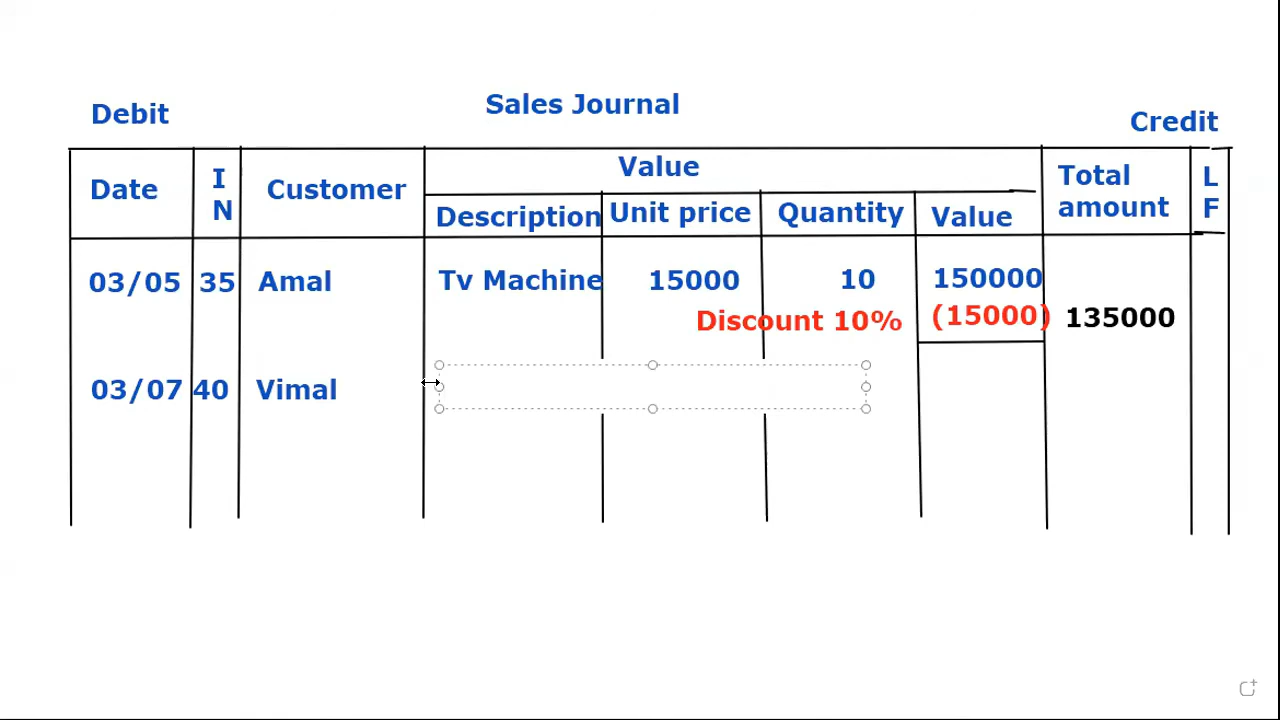 Debit
Sales Journal
Credit
Date
I N
Customer
Value
Description
Unit price
Quantity
Value
Total amount
L F
03/05 35 Amal Tv Machine 15000 10 150000
Discount 10% (15000) 135000
03/07 40 Vimal